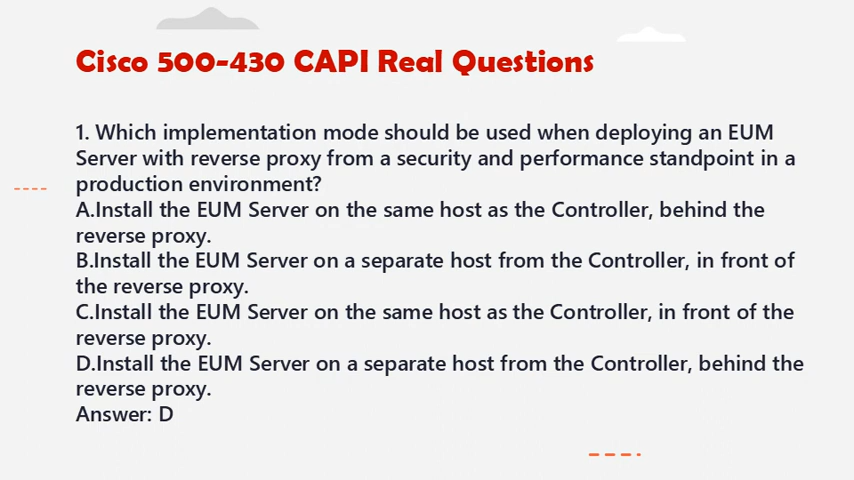 Cisco 500-430 CAPI Real Questions
1. Which implementation mode should be used when deploying an EUM
Server with reverse proxy from a security and performance standpoint in a
production environment?
A.Install the EUM Server on the same host as the Controller, behind the
reverse proxy.
B.Install the EUM Server on a separate host from the Controller, in front of
the reverse proxy.
C.Install the EUM Server on the same host as the Controller, in front of the
reverse proxy.
D.Install the EUM Server on a separate host from the Controller, behind the
reverse proxy.
Answer: D